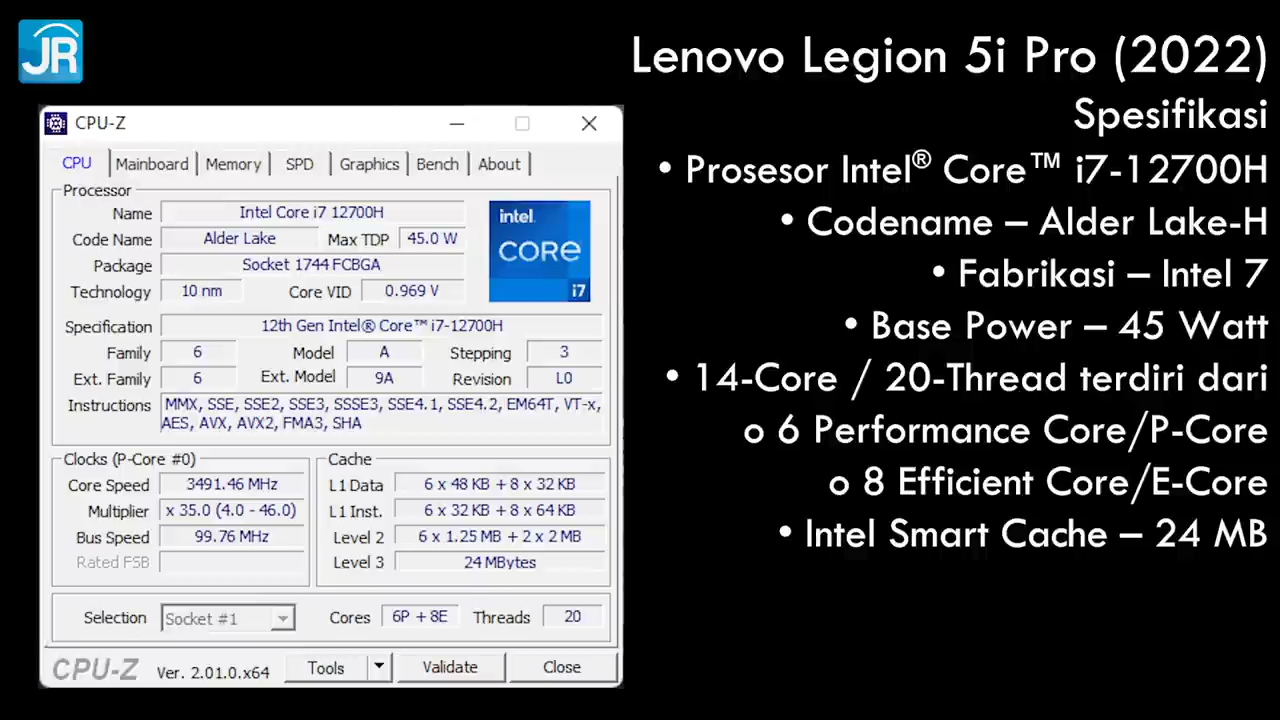 JR
Lenovo Legion 5i Pro (2022)
Spesifikasi
• Prosesor Intel® Core™ i7-12700H
• Codename – Alder Lake-H
• Fabrikasi – Intel 7
• Base Power – 45 Watt
• 14-Core / 20-Thread terdiri dari
o 6 Performance Core/P-Core
o 8 Efficient Core/E-Core
• Intel Smart Cache – 24 MB
CPU-Z
CPU Mainboard Memory SPD Graphics Bench About
Processor
Name Intel Core i7 12700H
Code Name Alder Lake Max TDP 45.0 W
Package Socket 1744 FCBGA
Technology 10 nm Core VID 0.969 V
intel
CORE
i7
Specification 12th Gen Intel® Core™ i7-12700H
Family 6 Model A Stepping 3
Ext. Family 6 Ext. Model 9A Revision L0
Instructions MMX, SSE, SSE2, SSE3, SSSE3, SSE4.1, SSE4.2, EM64T, VT-x,
AES, AVX, AVX2, FMA3, SHA
Clocks (P-Core #0)
Core Speed 3491.46 MHz
Multiplier x 35.0 (4.0 - 46.0)
Bus Speed 99.76 MHz
Rated FSB
Cache
L1 Data 6 x 48 KB + 8 x 32 KB
L1 Inst. 6 x 32 KB + 8 x 64 KB
Level 2 6 x 1.25 MB + 2 x 2 MB
Level 3 24 MBytes
Selection Socket #1 Cores 6P + 8E Threads 20
CPU-Z Ver. 2.01.0.x64 Tools Validate Close